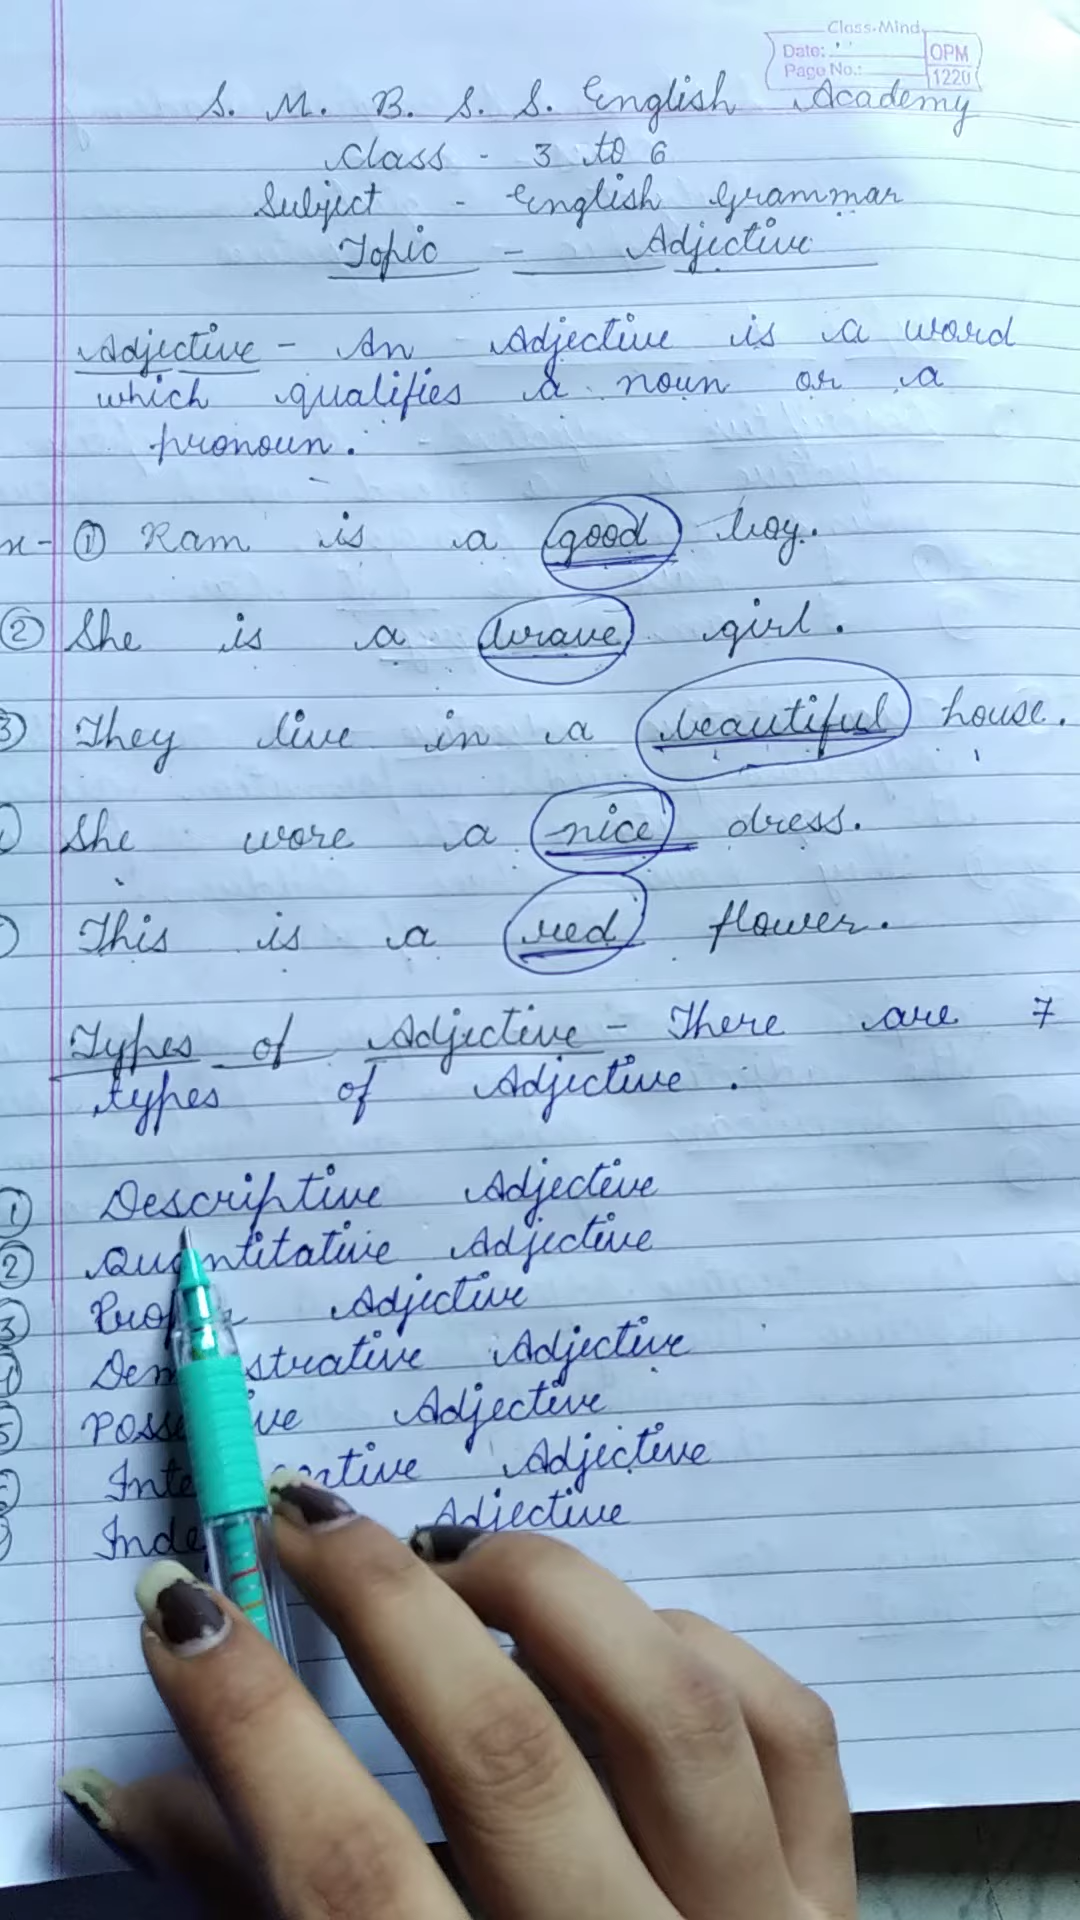 Class-Mind
Date:
OPM
Page No.:
1220
S. M. B. S. S. English Academy
Class - 3 to 6
Subject - English Grammar
Topic - Adjective
Adjective - An Adjective is a word
which qualifies a noun or a
pronoun.
① Ram is a good boy.
② She is a brave girl.
③ They live in a beautiful house.
She wore a nice dress.
This is a red flower.
Types of Adjective - There are 7
types of Adjective.
① Descriptive Adjective
② Quantitative Adjective
③ Adjective
Adjective
⑤ Adjective
Adjective
Adjective